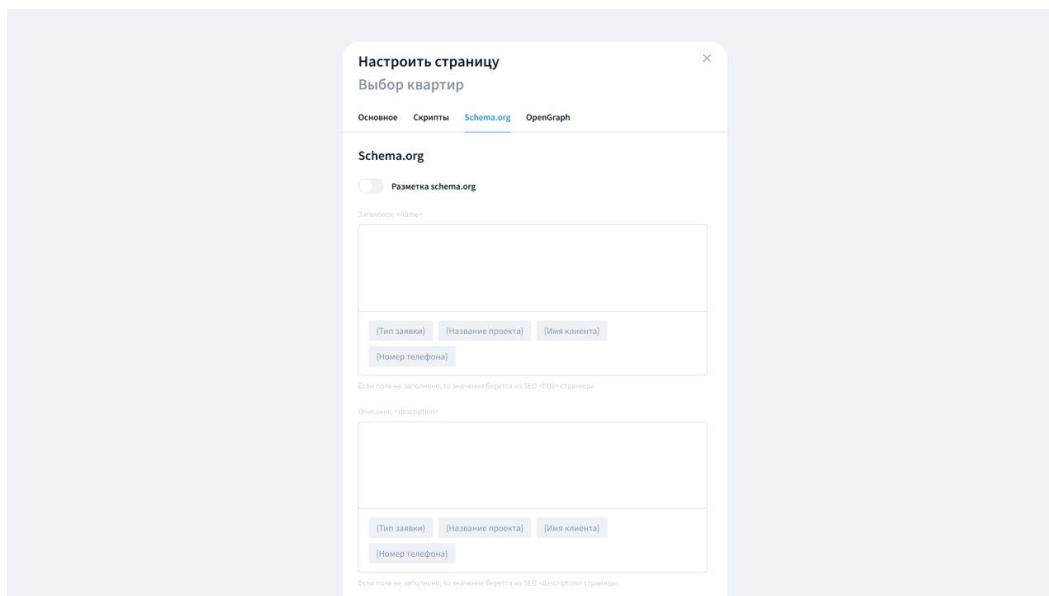 Настроить страницу
Выбор квартир
Основное Скрипты Schema.org OpenGraph
Schema.org
Разметка schema.org
Заголовок <name>
{Тип заявки} {Название проекта} {Имя клиента}
{Номер телефона}
Если поле не заполнено, то значение берется из SEO <title> страницы
Описание <description>
{Тип заявки} {Название проекта} {Имя клиента}
{Номер телефона}
Если поле не заполнено, то значение берется из SEO <description> страницы